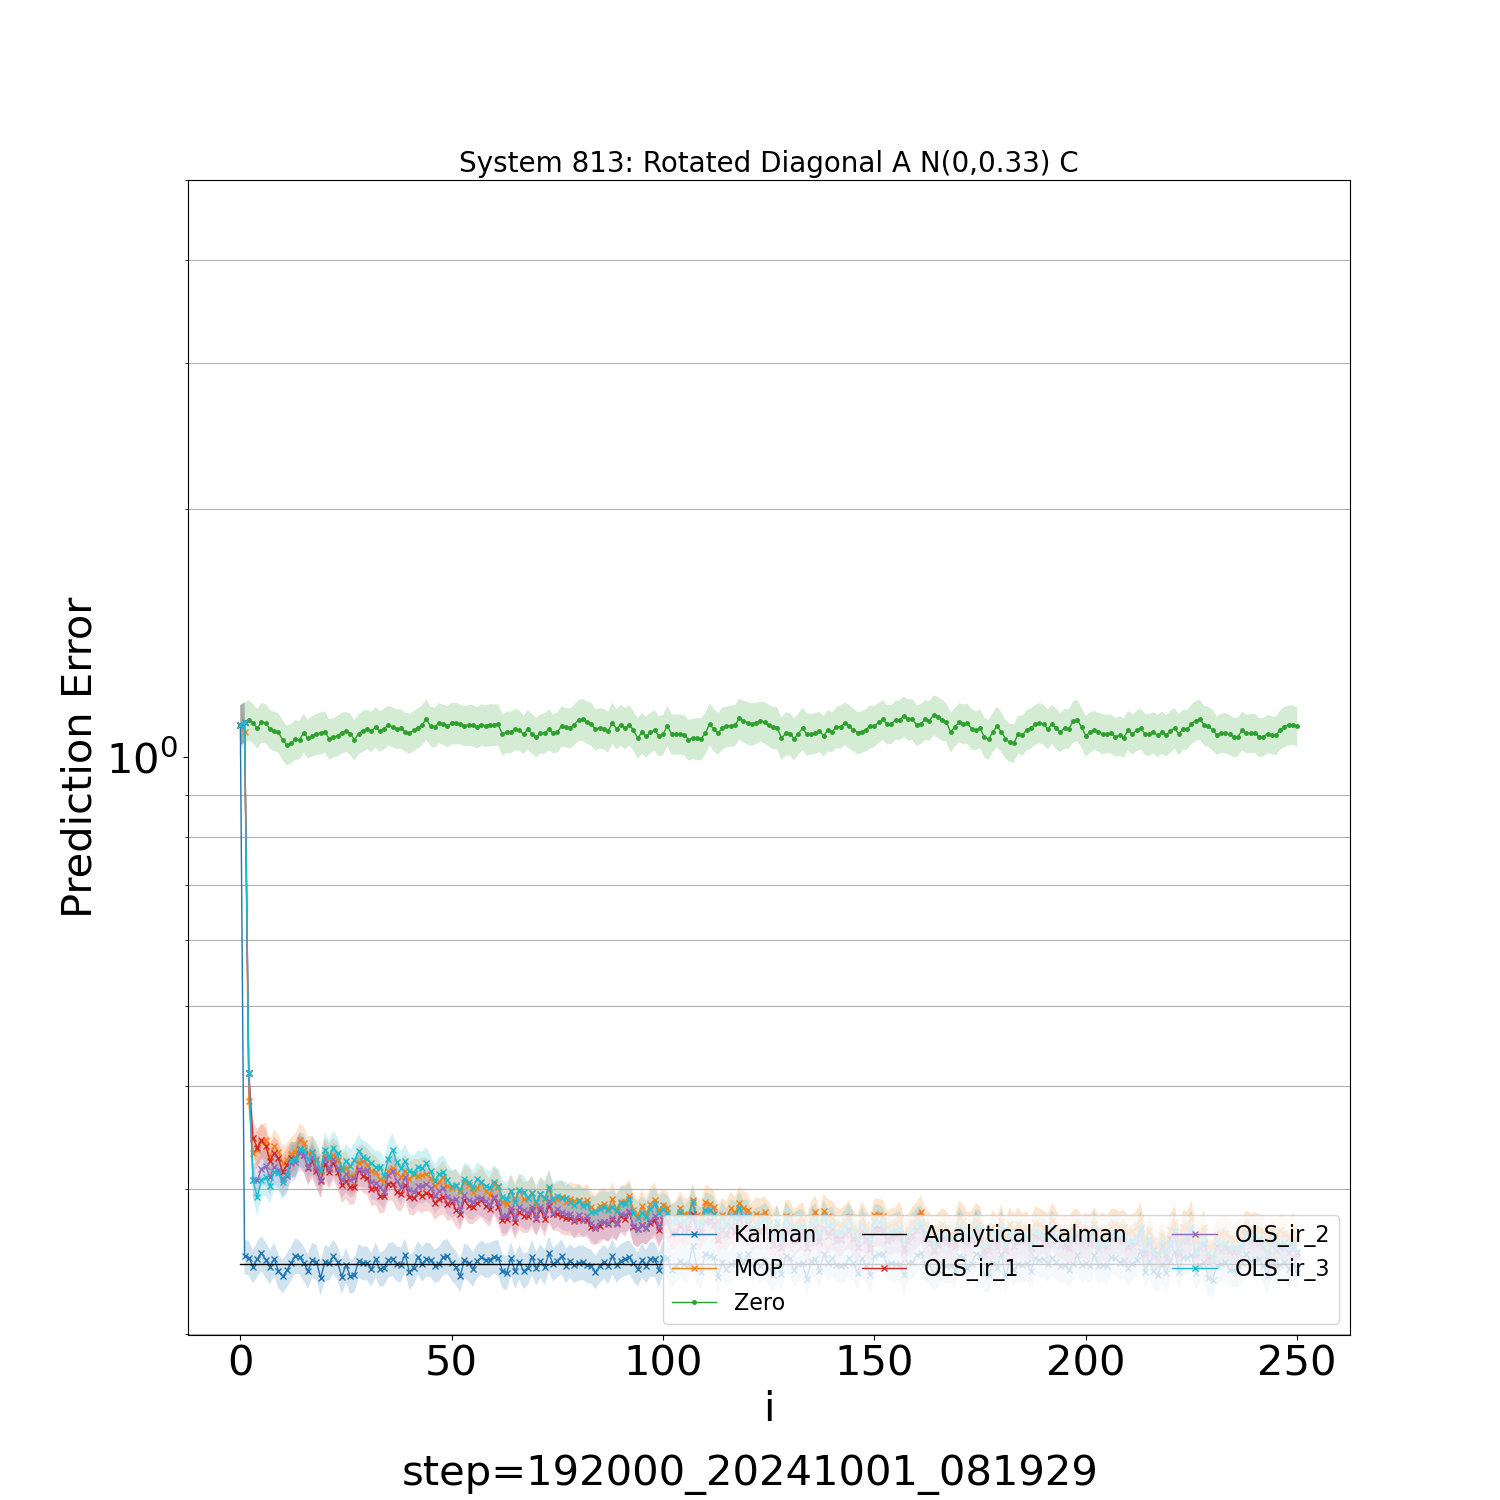 System 813: Rotated Diagonal A N(0,0.33) C
Prediction Error
10⁰
Kalman
MOP
Zero
Analytical_Kalman
OLS_ir_1
OLS_ir_2
OLS_ir_3
0 50 100 150 200 250
i
step=192000_20241001_081929